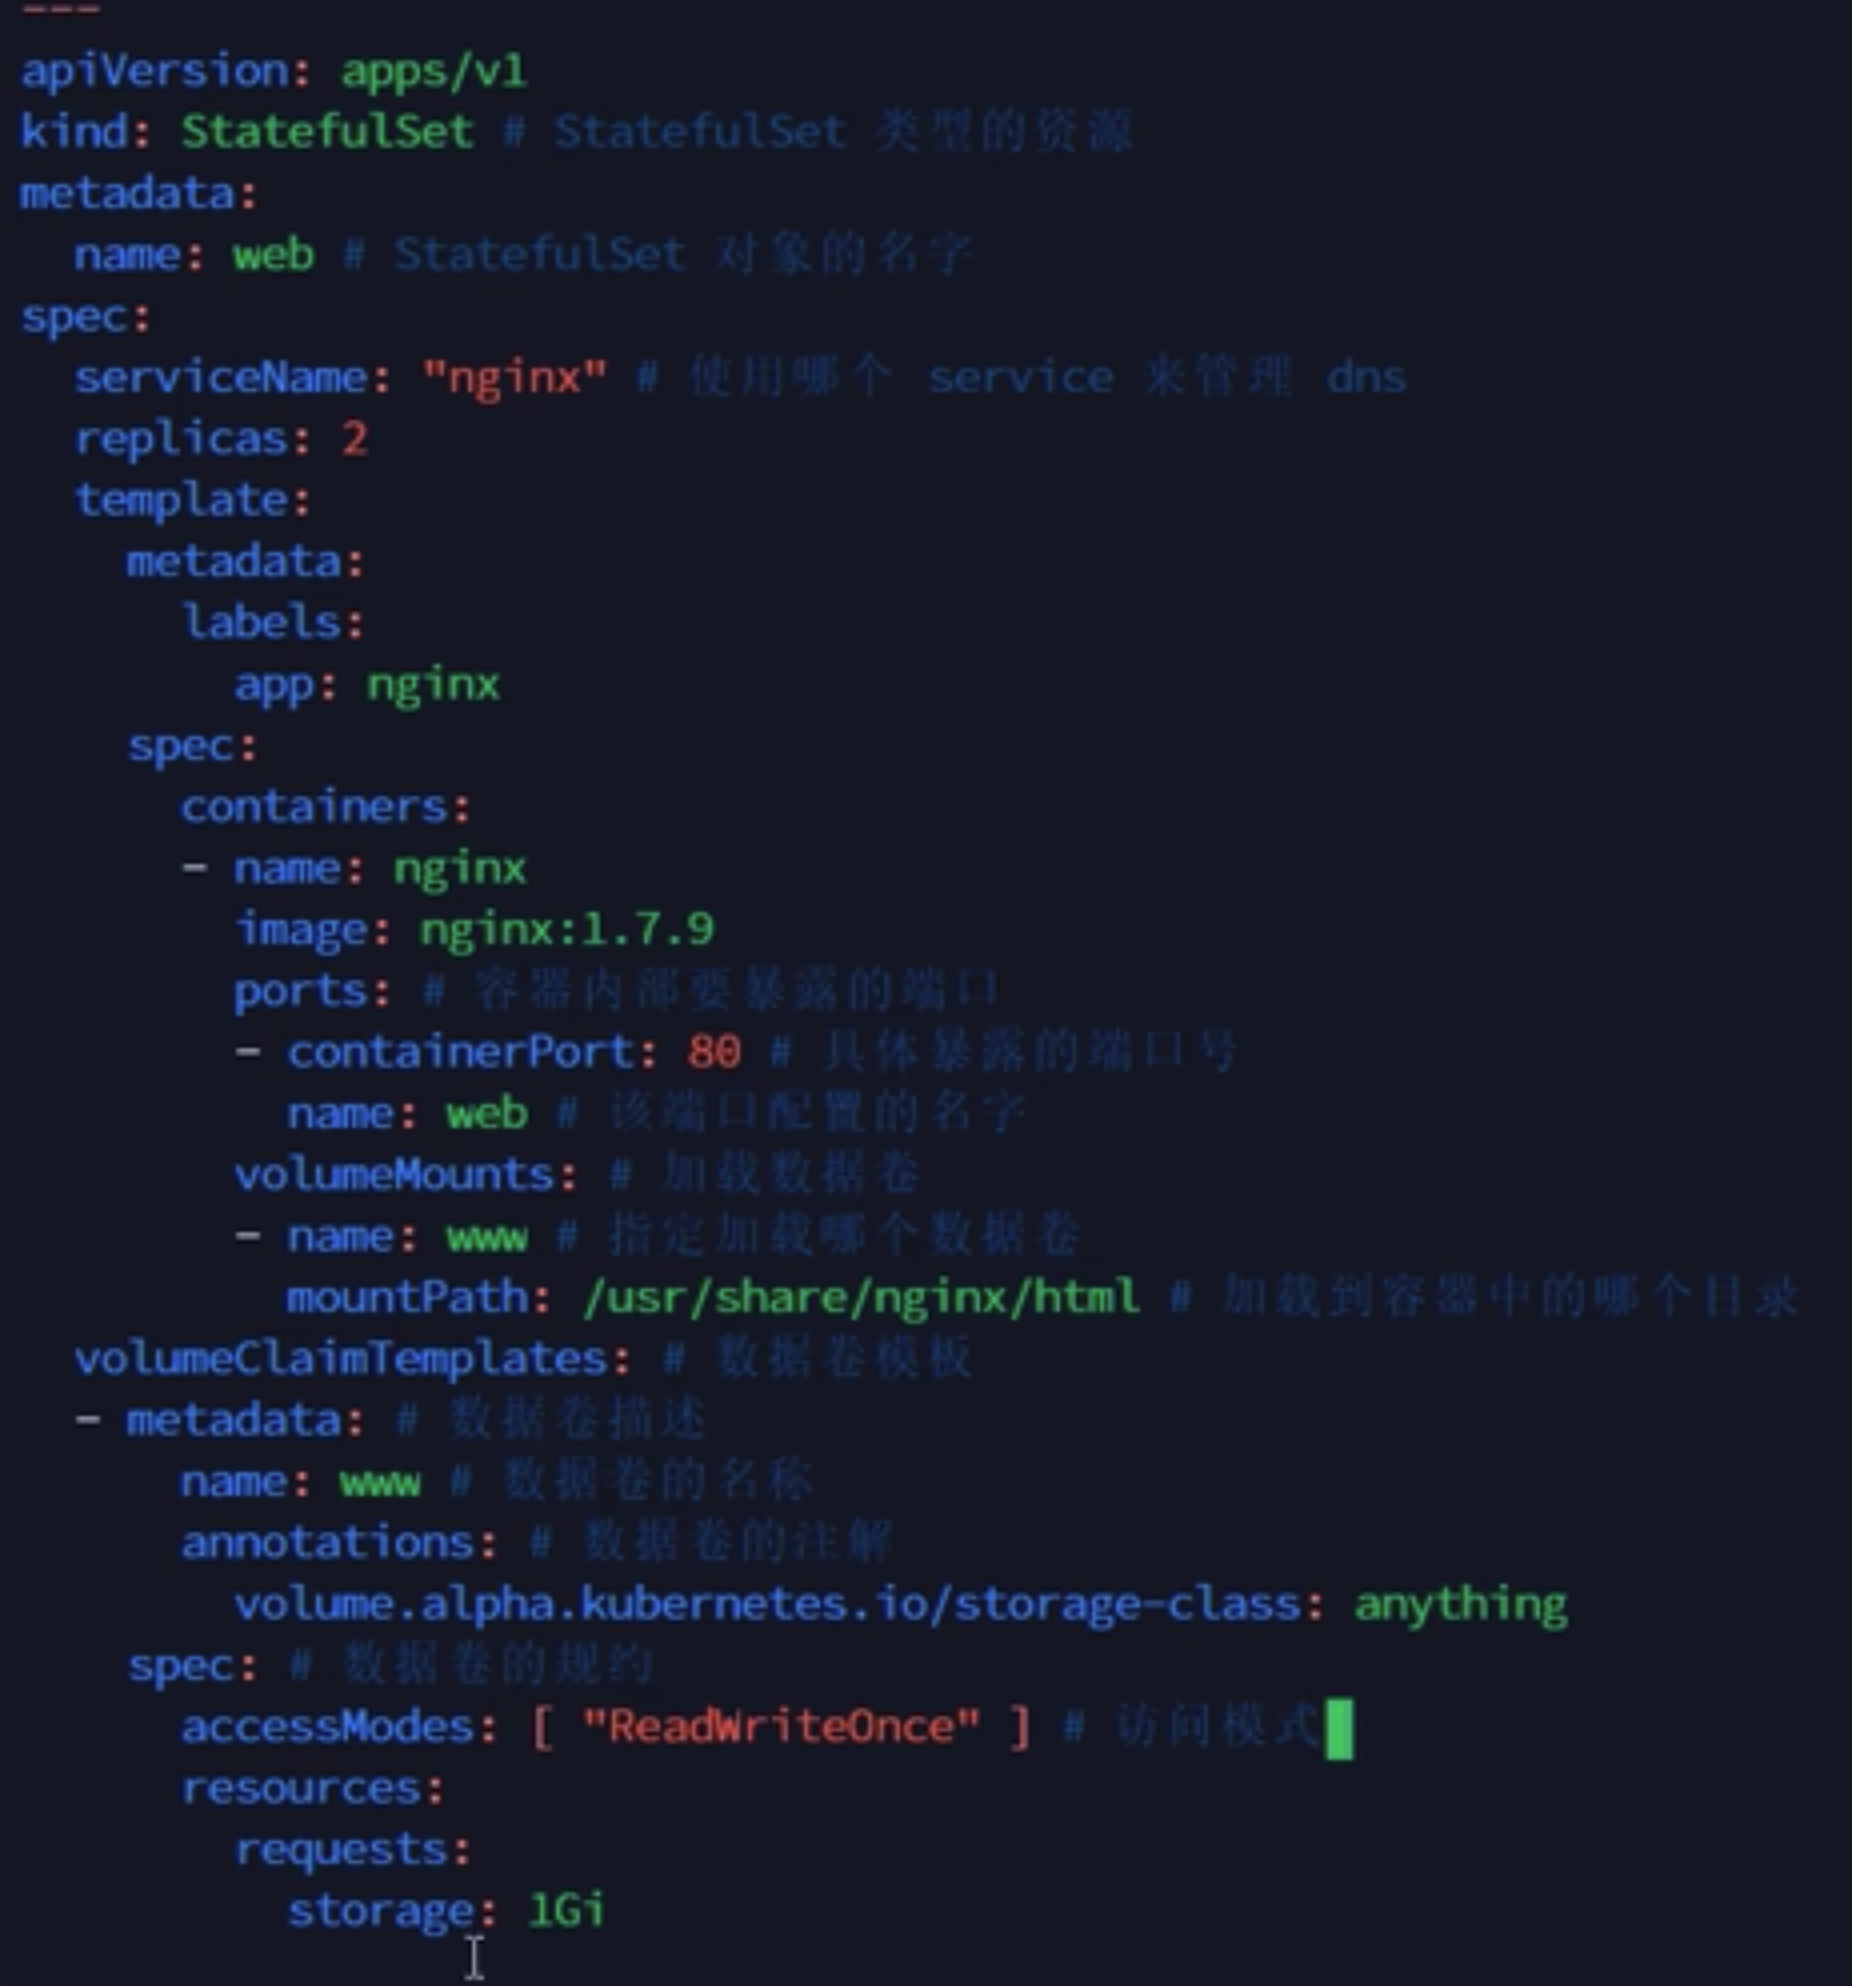 ---
apiVersion: apps/v1
kind: StatefulSet # StatefulSet 类型的资源
metadata:
  name: web # StatefulSet 对象的名字
spec:
  serviceName: "nginx" # 使用哪个 service 来管理 dns
  replicas: 2
  template:
    metadata:
      labels:
        app: nginx
    spec:
      containers:
      - name: nginx
        image: nginx:1.7.9
        ports: # 容器内部要暴露的端口
        - containerPort: 80 # 具体暴露的端口号
          name: web # 该端口配置的名字
        volumeMounts: # 加载数据卷
        - name: www # 指定加载哪个数据卷
          mountPath: /usr/share/nginx/html # 加载到容器中的哪个目录
  volumeClaimTemplates: # 数据卷模板
  - metadata: # 数据卷描述
      name: www # 数据卷的名称
      annotations: # 数据卷的注解
        volume.alpha.kubernetes.io/storage-class: anything
    spec: # 数据卷的规约
      accessModes: [ "ReadWriteOnce" ] # 访问模式
      resources:
        requests:
          storage: 1Gi